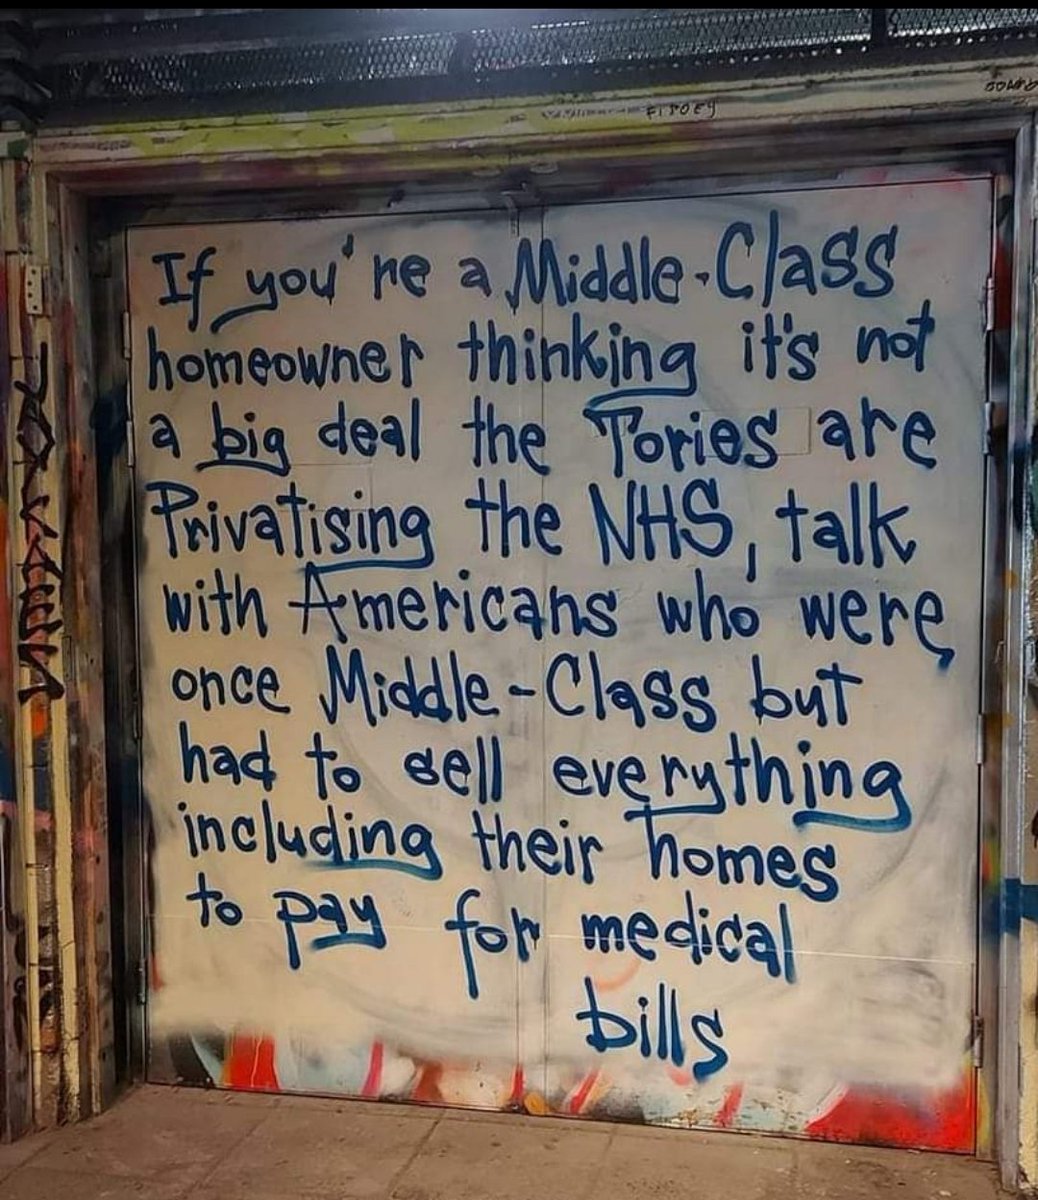 FIPOEY
If you're a Middle-Class
homeowner thinking it's not
a big deal the Tories are
Privatising the NHS, talk
with Americans who were
once Middle-Class but
had to sell everything
including their homes
to pay for medical
bills